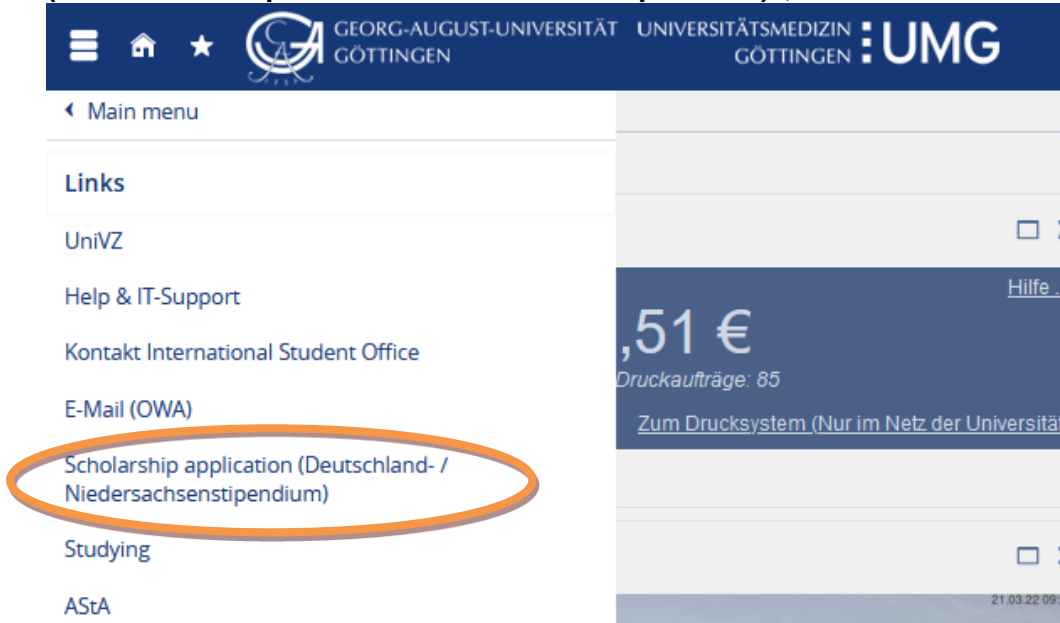 GEORG-AUGUST-UNIVERSITÄT
GÖTTINGEN
UNIVERSITÄTSMEDIZIN
GÖTTINGEN
UMG
Main menu
Links
UniVZ
Help & IT-Support
Kontakt International Student Office
E-Mail (OWA)
Scholarship application (Deutschland- /
Niedersachsenstipendium)
Studying
AStA
Hilfe .
,51 €
Druckaufträge: 85
Zum Drucksystem (Nur im Netz der Universitä
21.03.22 09: